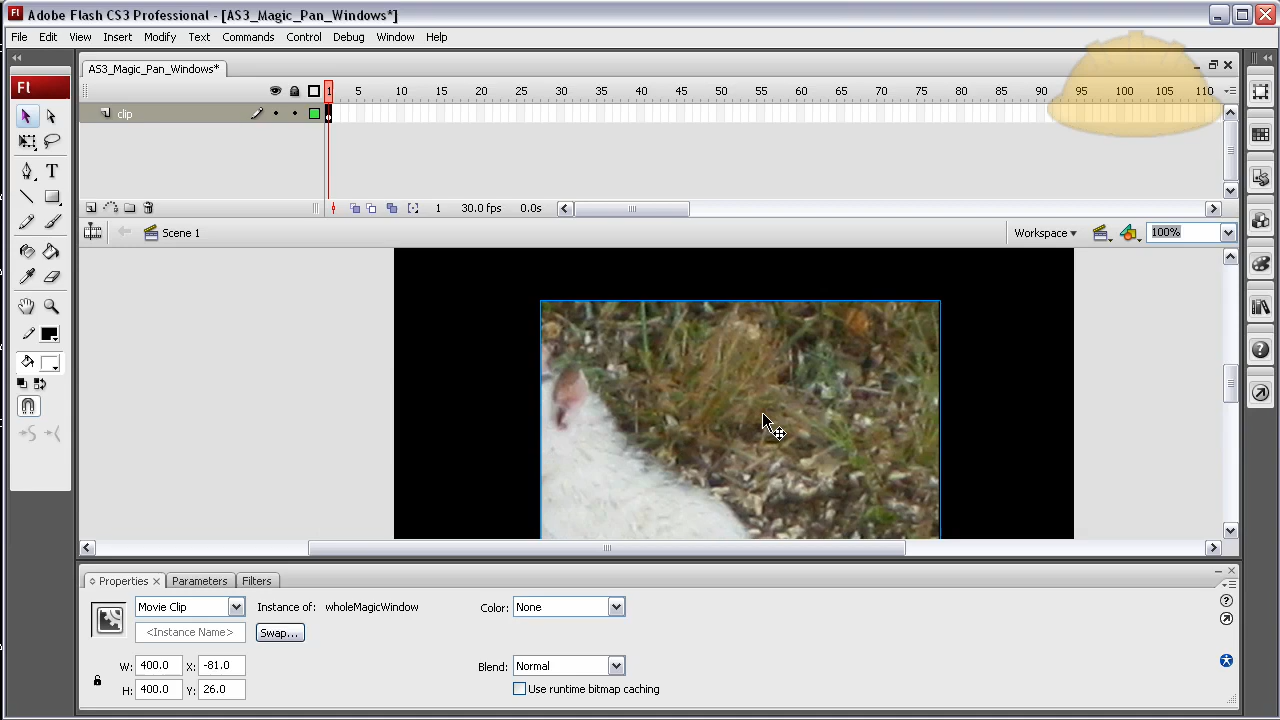 Fl Adobe Flash CS3 Professional - [AS3_Magic_Pan_Windows*]
File Edit View Insert Modify Text Commands Control Debug Window Help
AS3_Magic_Pan_Windows*
Fl
1 5 10 15 20 25 30 35 40 45 50 55 60 65 70 75 80 85 90 95 100 105 110
clip
T
1 30.0 fps 0.0s
Scene 1 Workspace 100%
Properties Parameters Filters
Movie Clip Instance of: wholeMagicWindow Color: None
<Instance Name> Swap...
W: 400.0 X: -81.0 Blend: Normal
H: 400.0 Y: 26.0 Use runtime bitmap caching